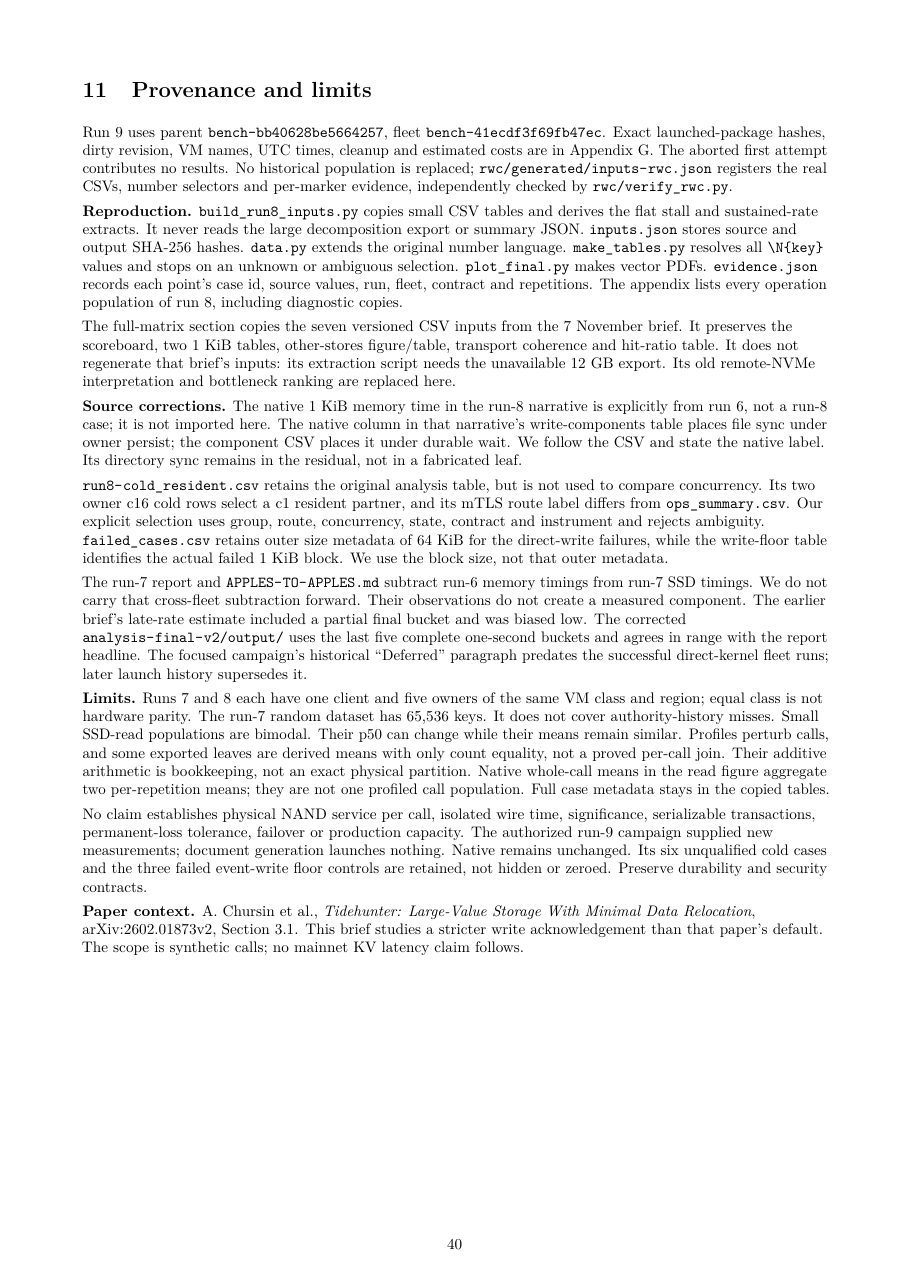 11 Provenance and limits
Run 9 uses parent bench-bb40628be5664257, fleet bench-41ecdf3f69fb47ec. Exact launched-package hashes,
dirty revision, VM names, UTC times, cleanup and estimated costs are in Appendix G. The aborted first attempt
contributes no results. No historical population is replaced; rwc/generated/inputs-rwc.json registers the real
CSVs, number selectors and per-marker evidence, independently checked by rwc/verify_rwc.py.
Reproduction. build_run8_inputs.py copies small CSV tables and derives the flat stall and sustained-rate
extracts. It never reads the large decomposition export or summary JSON. inputs.json stores source and
output SHA-256 hashes. data.py extends the original number language. make_tables.py resolves all \N{key}
values and stops on an unknown or ambiguous selection. plot_final.py makes vector PDFs. evidence.json
records each point's case id, source values, run, fleet, contract and repetitions. The appendix lists every operation
population of run 8, including diagnostic copies.
The full-matrix section copies the seven versioned CSV inputs from the 7 November brief. It preserves the
scoreboard, two 1 KiB tables, other-stores figure/table, transport coherence and hit-ratio table. It does not
regenerate that brief's inputs: its extraction script needs the unavailable 12 GB export. Its old remote-NVMe
interpretation and bottleneck ranking are replaced here.
Source corrections. The native 1 KiB memory time in the run-8 narrative is explicitly from run 6, not a run-8
case; it is not imported here. The native column in that narrative's write-components table places file sync under
owner persist; the component CSV places it under durable wait. We follow the CSV and state the native label.
Its directory sync remains in the residual, not in a fabricated leaf.
run8-cold_resident.csv retains the original analysis table, but is not used to compare concurrency. Its two
owner c16 cold rows select a c1 resident partner, and its mTLS route label differs from ops_summary.csv. Our
explicit selection uses group, route, concurrency, state, contract and instrument and rejects ambiguity.
failed_cases.csv retains outer size metadata of 64 KiB for the direct-write failures, while the write-floor table
identifies the actual failed 1 KiB block. We use the block size, not that outer metadata.
The run-7 report and APPLES-TO-APPLES.md subtract run-6 memory timings from run-7 SSD timings. We do not
carry that cross-fleet subtraction forward. Their observations do not create a measured component. The earlier
brief's late-rate estimate included a partial final bucket and was biased low. The corrected
analysis-final-v2/output/ uses the last five complete one-second buckets and agrees in range with the report
headline. The focused campaign's historical “Deferred” paragraph predates the successful direct-kernel fleet runs;
later launch history supersedes it.
Limits. Runs 7 and 8 each have one client and five owners of the same VM class and region; equal class is not
hardware parity. The run-7 random dataset has 65,536 keys. It does not cover authority-history misses. Small
SSD-read populations are bimodal. Their p50 can change while their means remain similar. Profiles perturb calls,
and some exported leaves are derived means with only count equality, not a proved per-call join. Their additive
arithmetic is bookkeeping, not an exact physical partition. Native whole-call means in the read figure aggregate
two per-repetition means; they are not one profiled call population. Full case metadata stays in the copied tables.
No claim establishes physical NAND service per call, isolated wire time, significance, serializable transactions,
permanent-loss tolerance, failover or production capacity. The authorized run-9 campaign supplied new
measurements; document generation launches nothing. Native remains unchanged. Its six unqualified cold cases
and the three failed event-write floor controls are retained, not hidden or zeroed. Preserve durability and security
contracts.
Paper context. A. Chursin et al., Tidehunter: Large-Value Storage With Minimal Data Relocation,
arXiv:2602.01873v2, Section 3.1. This brief studies a stricter write acknowledgement than that paper's default.
The scope is synthetic calls; no mainnet KV latency claim follows.
40